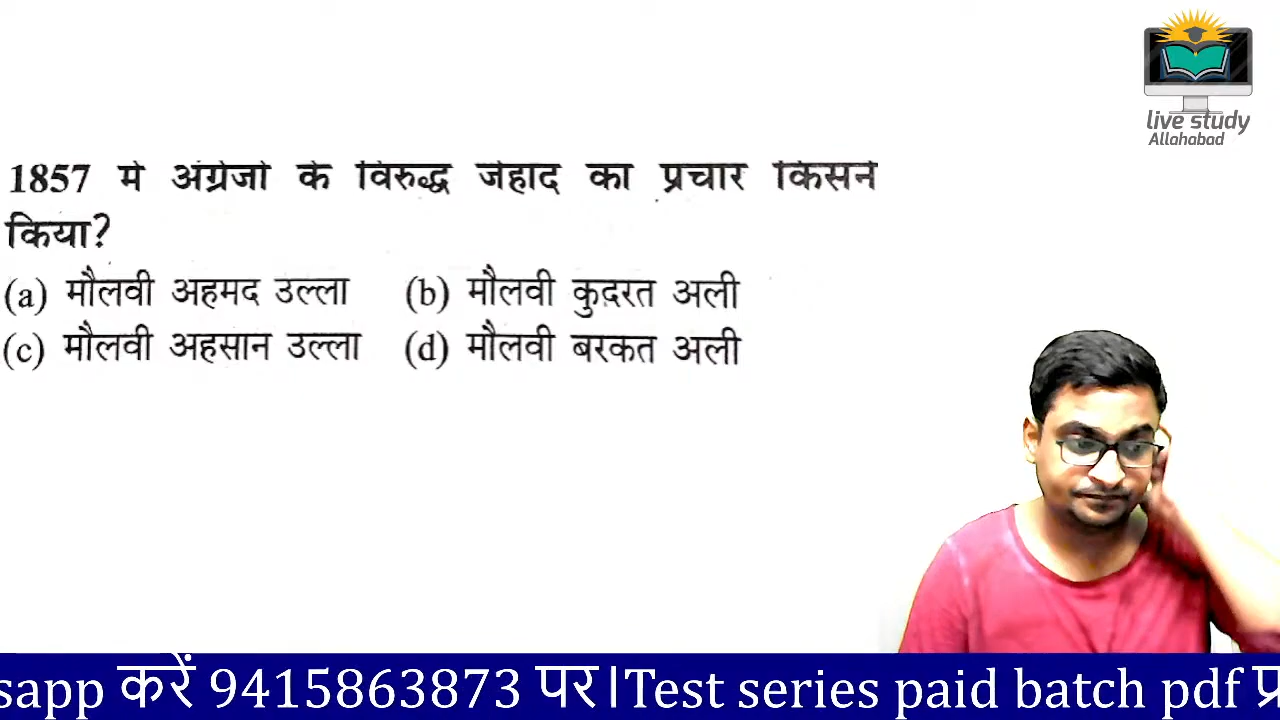 live study
Allahabad
1857 में अंग्रेजों के विरुद्ध जेहाद का प्रचार किसने
किया?
(a) मौलवी अहमद उल्ला (b) मौलवी कुदरत अली
(c) मौलवी अहसान उल्ला (d) मौलवी बरकत अली
sapp करें 9415863873 पर।Test series paid batch pdf प्र